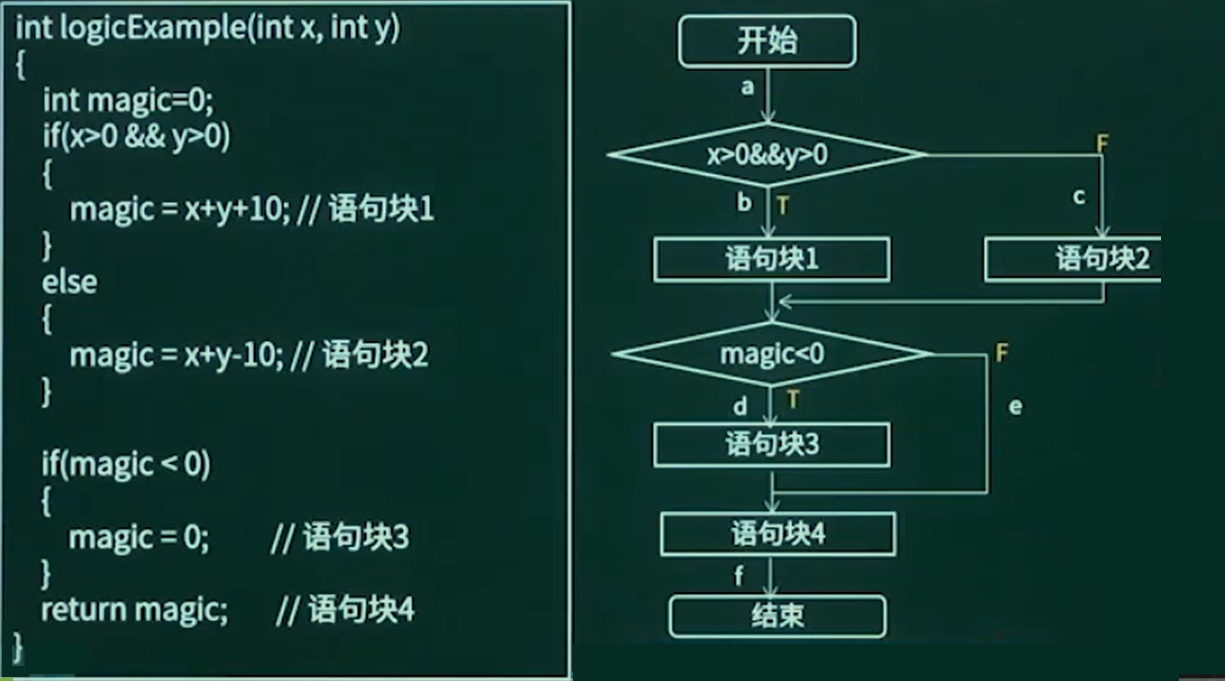 int logicExample(int x, int y)
{
int magic=0;
if(x>0 && y>0)
{
magic = x+y+10; // 语句块1
}
else
{
magic = x+y-10; // 语句块2
}
if(magic < 0)
{
magic = 0; // 语句块3
}
return magic; // 语句块4
}
开始
a
x>0&&y>0
F
b T
c
语句块1
语句块2
magic<0
F
d T
e
语句块3
语句块4
f
结束